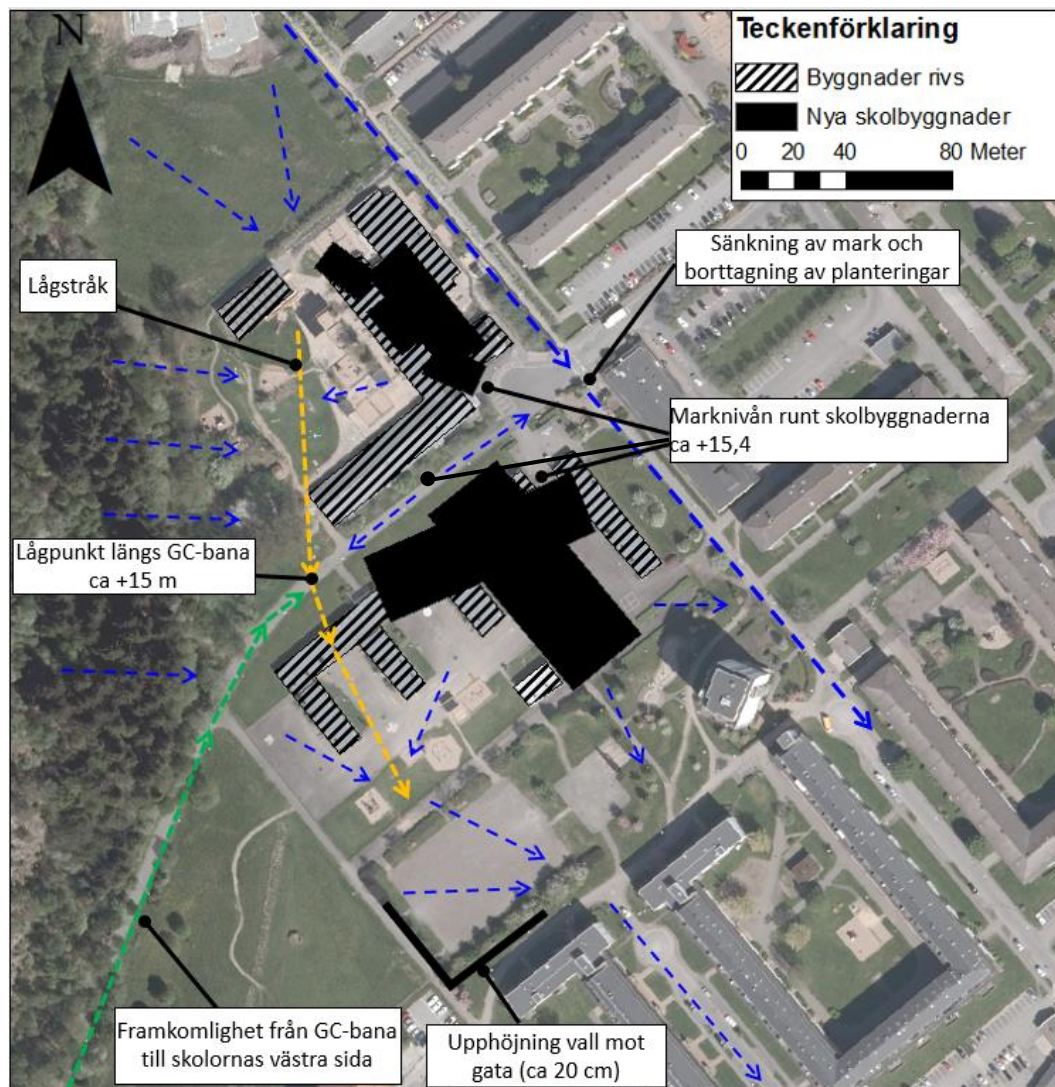 N
Teckenförklaring
Byggnader rivs
Nya skolbyggnader
0 20 40 80 Meter
Sänkning av mark och
borttagning av planteringar
Lågstråk
Marknivån runt skolbyggnaderna
ca +15,4
Lågpunkt längs GC-bana
ca +15 m
Framkomlighet från GC-bana
till skolornas västra sida
Upphöjning vall mot
gata (ca 20 cm)